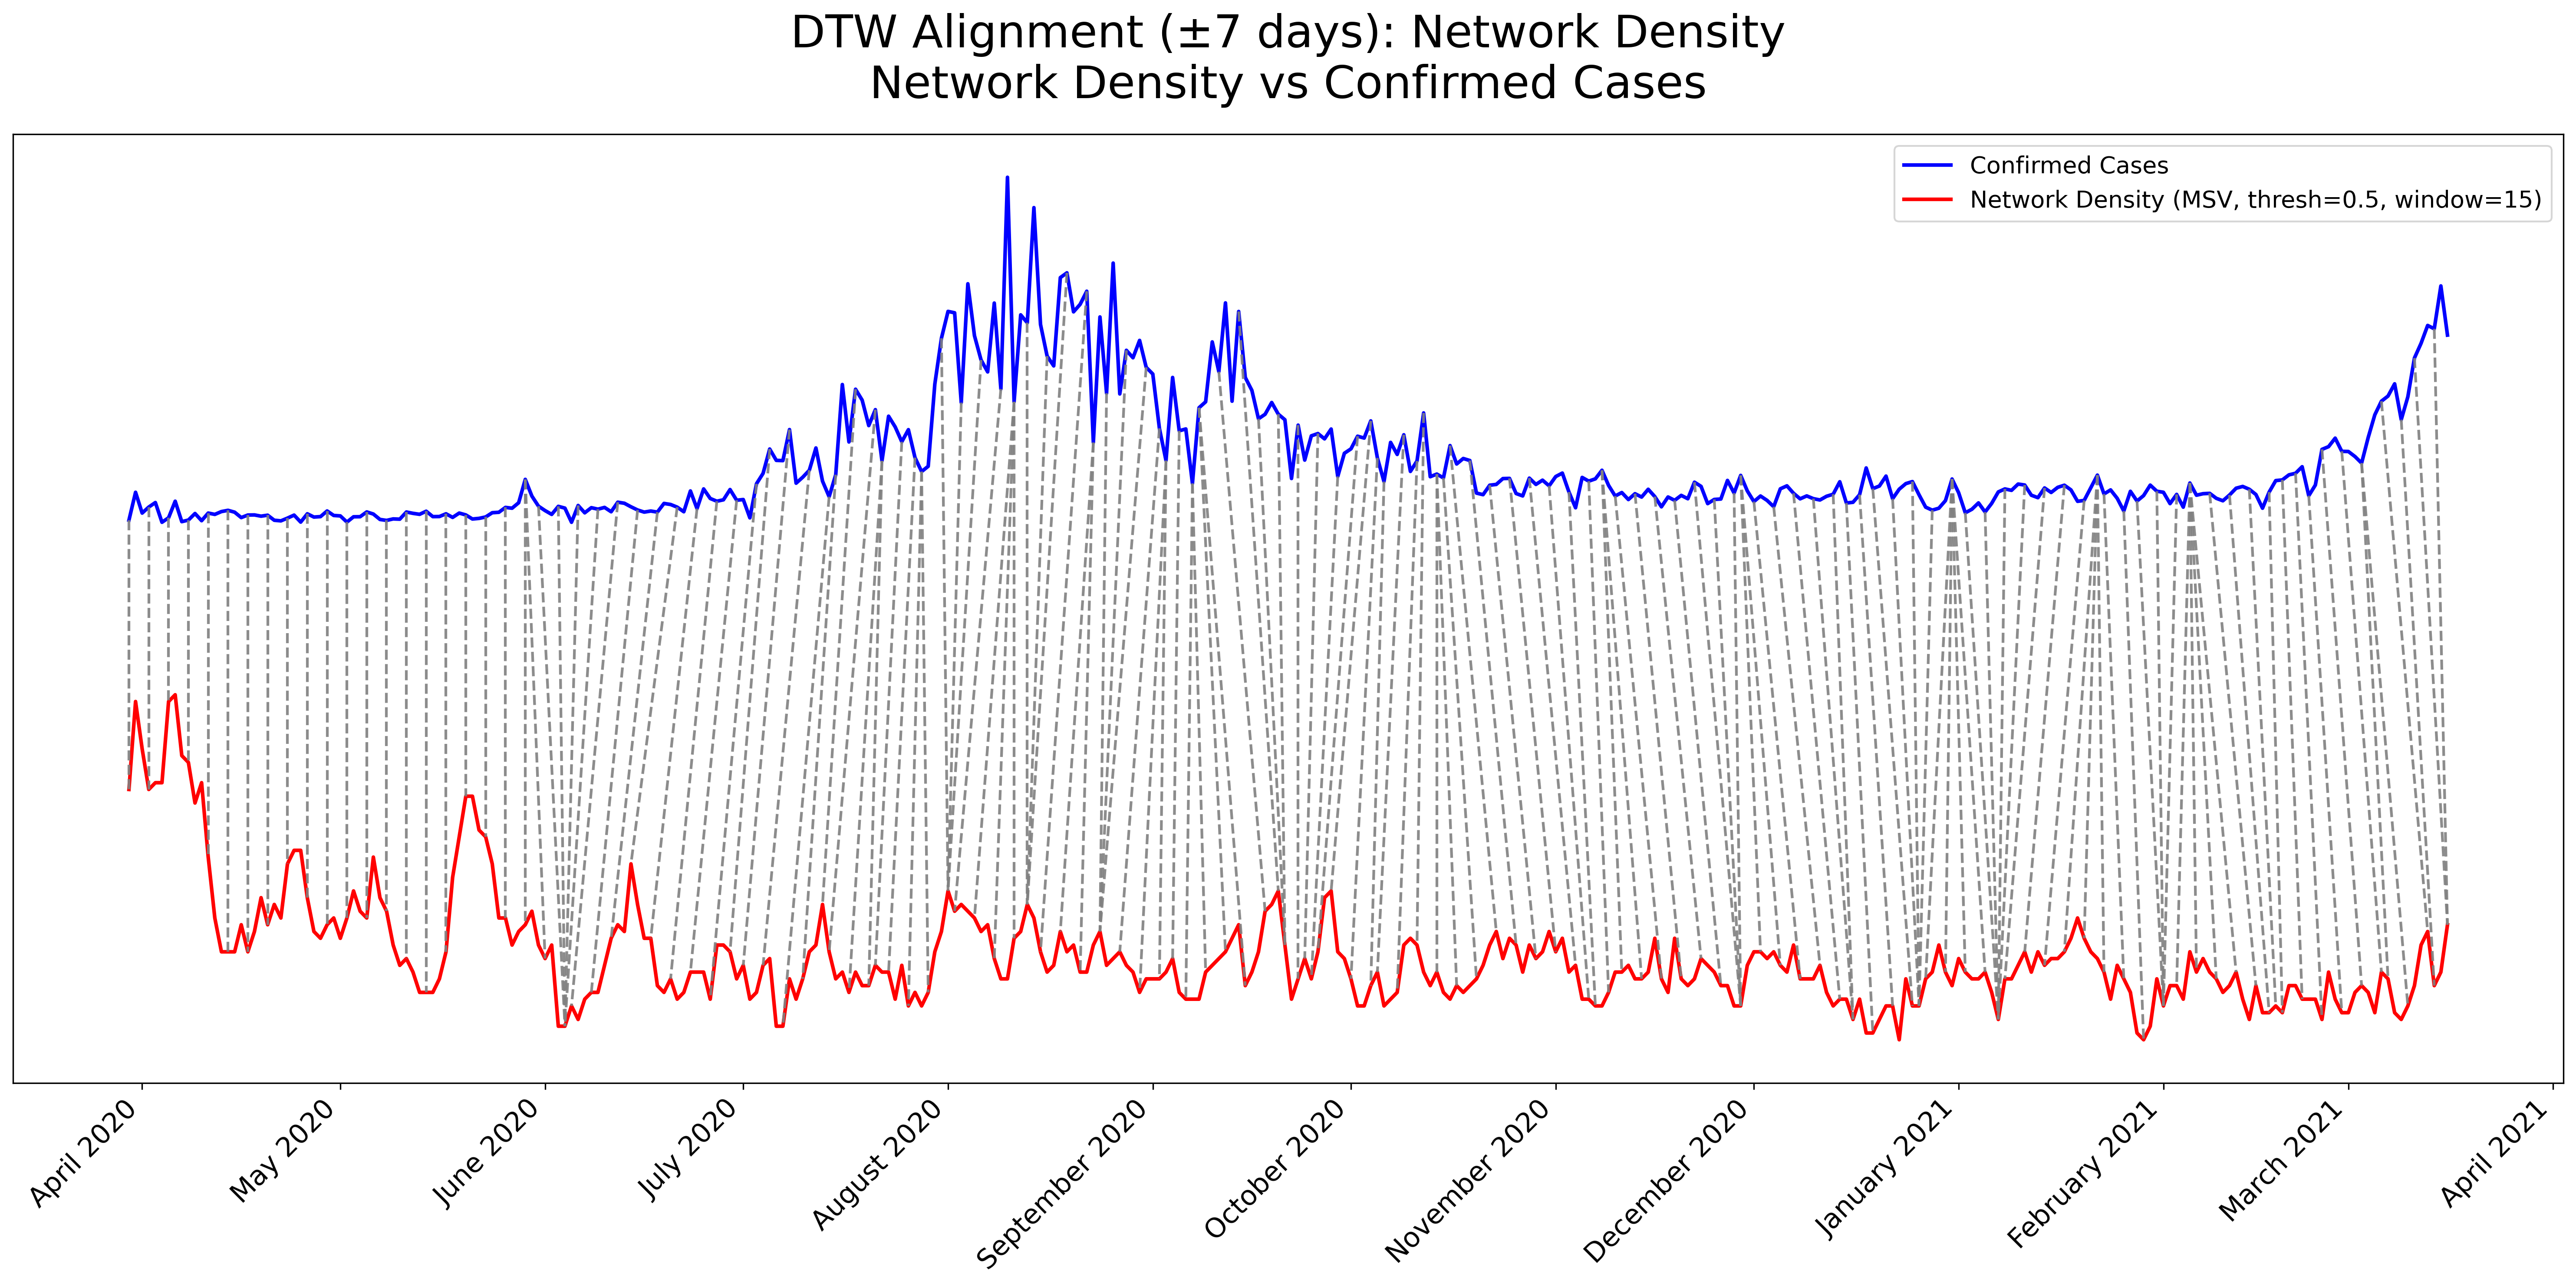 DTW Alignment (±7 days): Network Density
Network Density vs Confirmed Cases
Confirmed Cases
Network Density (MSV, thresh=0.5, window=15)
April 2020
May 2020
June 2020
July 2020
August 2020
September 2020
October 2020
November 2020
December 2020
January 2021
February 2021
March 2021
April 2021